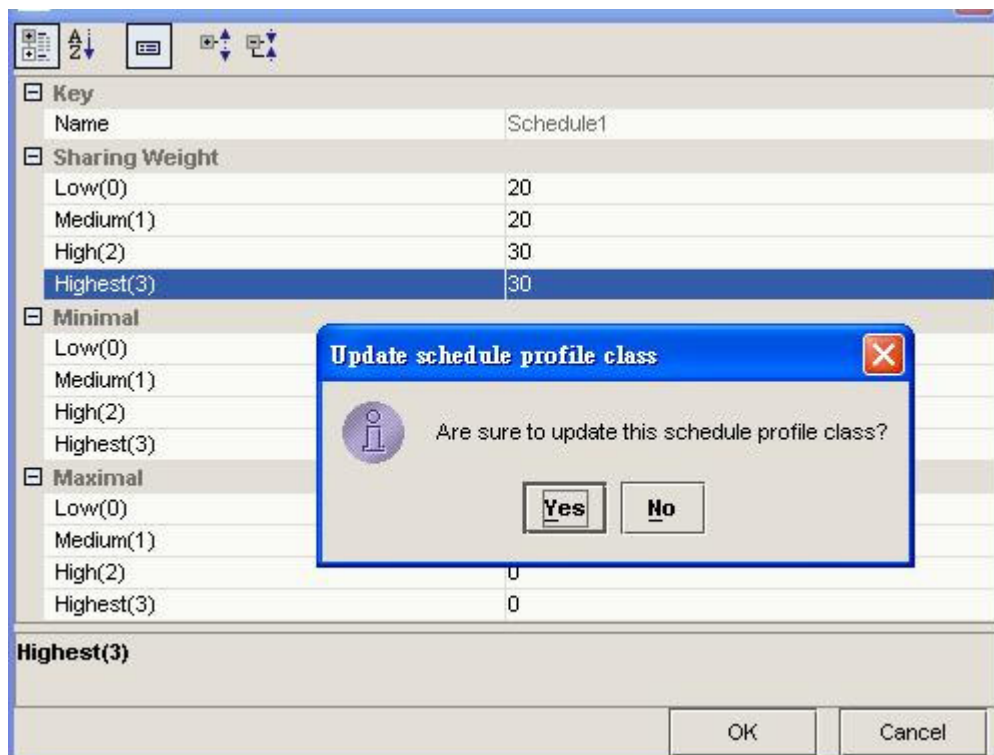 A
Z
Key
Name Schedule1
Sharing Weight
Low(0) 20
Medium(1) 20
High(2) 30
Highest(3) 30
Minimal
Low(0)
Medium(1)
High(2)
Highest(3)
Update schedule profile class
Are sure to update this schedule profile class?
Yes No
Maximal
Low(0)
Medium(1)
High(2) 0
Highest(3) 0
Highest(3)
OK Cancel